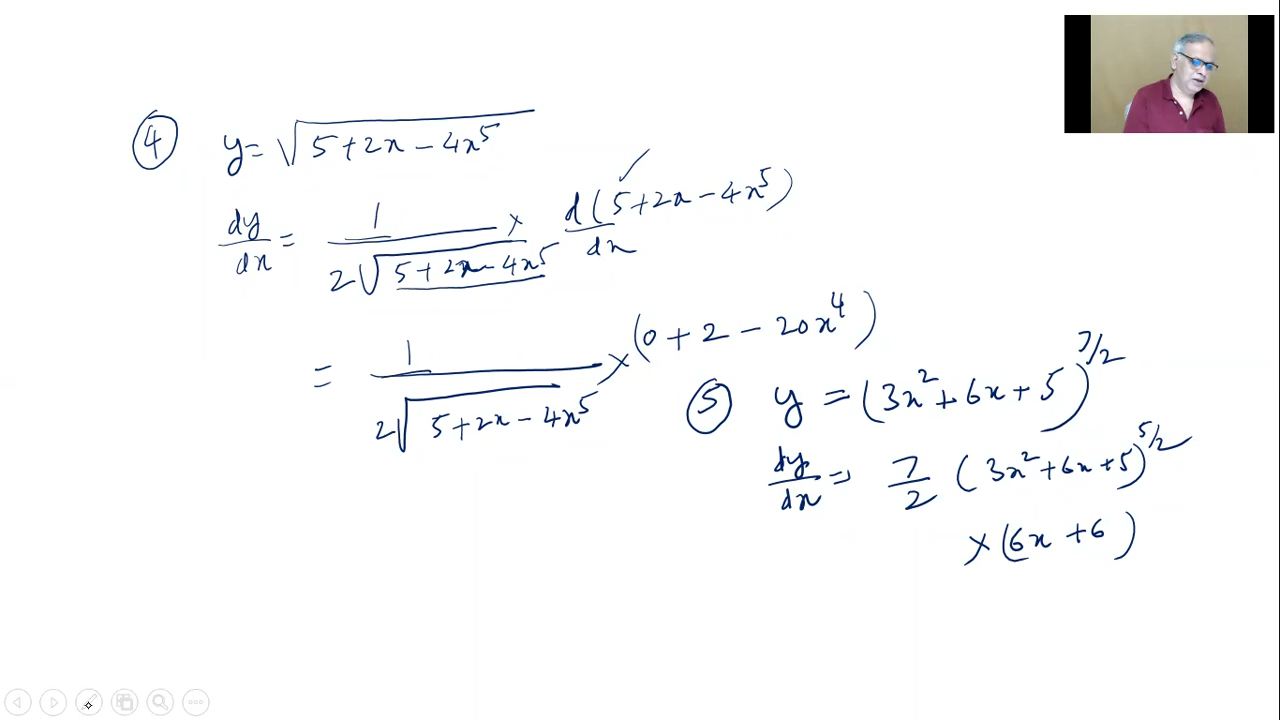 ④ y = √(5+2x-4x⁵)
dy/dx = 1/(2√(5+2x-4x⁵)) × d(5+2x-4x⁵)/dx
= 1/(2√(5+2x-4x⁵)) × (0+2-20x⁴)
⑤ y = (3x²+6x+5)^7/2
dy/dx = 7/2 (3x²+6x+5)^5/2
× (6x+6)